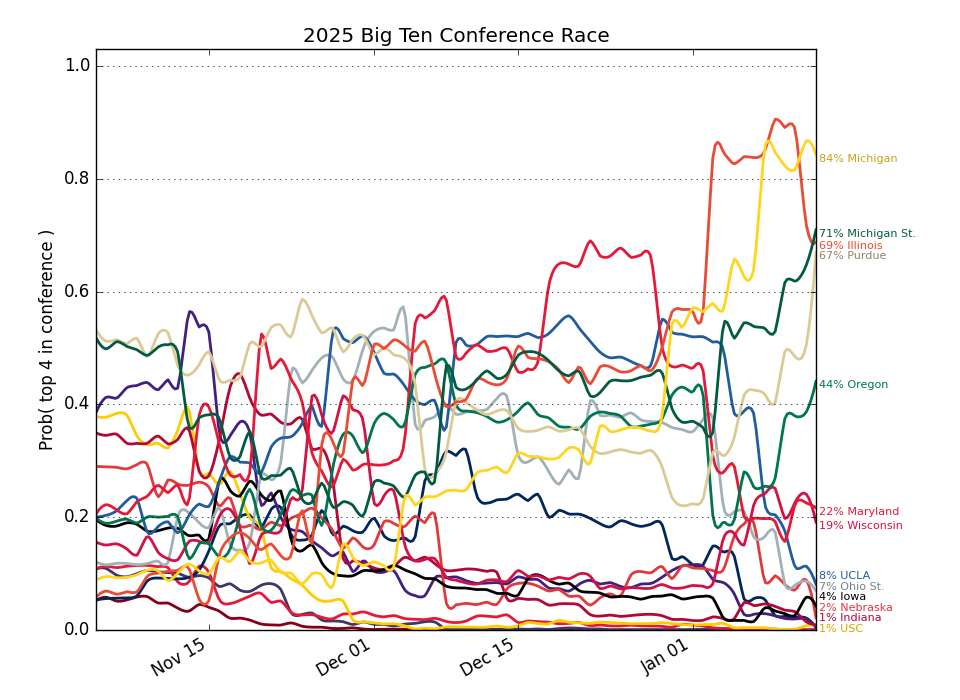 2025 Big Ten Conference Race
1.0
0.8
0.6
0.4
0.2
0.0
Prob( top 4 in conference )
Nov 15
Dec 01
Dec 15
Jan 01
84% Michigan
71% Michigan St.
69% Illinois
67% Purdue
44% Oregon
22% Maryland
19% Wisconsin
8% UCLA
7% Ohio St.
4% Iowa
2% Nebraska
1% Indiana
1% USC